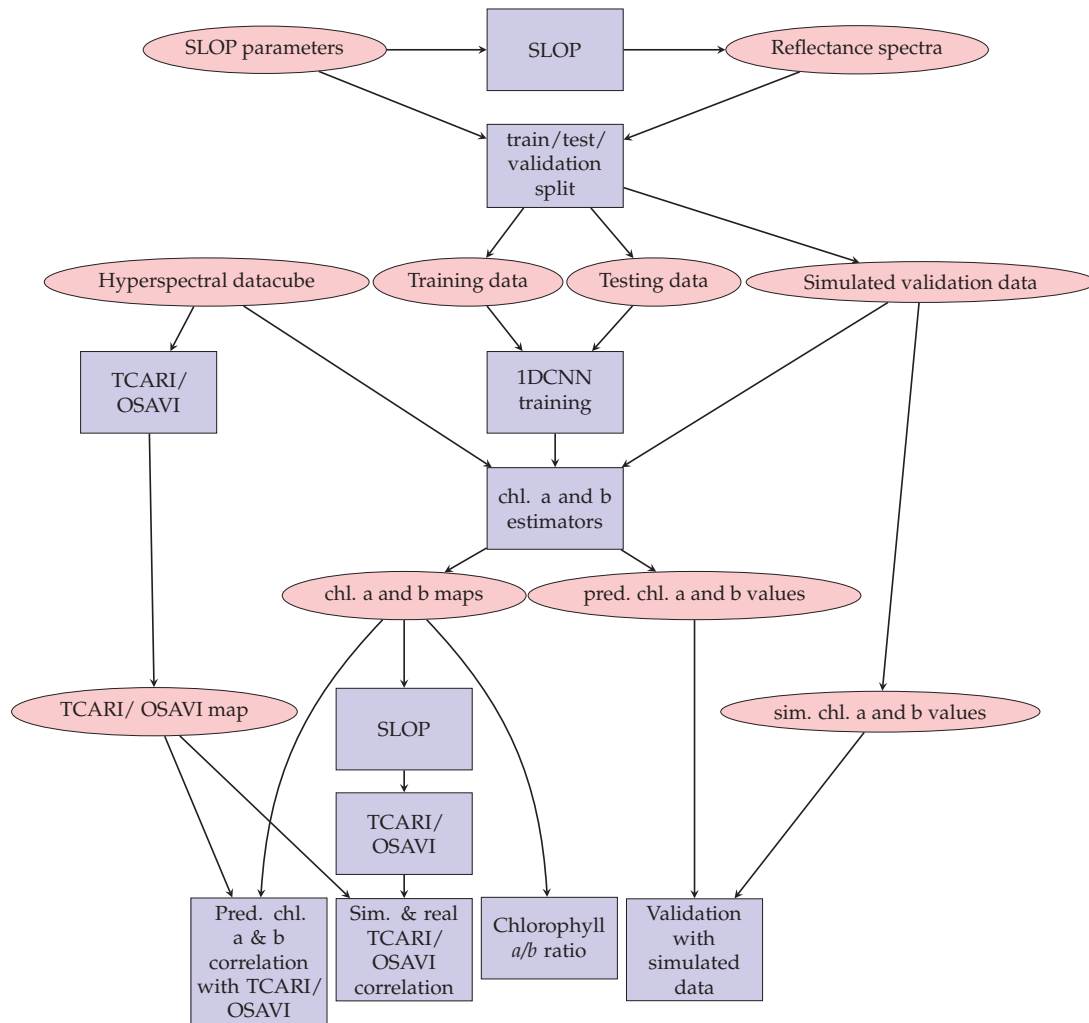 SLOP parameters
SLOP
Reflectance spectra
train/test/
validation
split
Hyperspectral datacube
Training data
Testing data
Simulated validation data
TCARI/
OSAVI
1DCNN
training
chl. a and b
estimators
chl. a and b maps
pred. chl. a and b values
TCARI/ OSAVI map
SLOP
sim. chl. a and b values
TCARI/
OSAVI
Pred. chl.
a & b
correlation
with TCARI/
OSAVI
Sim. & real
TCARI/
OSAVI
correlation
Chlorophyll
a/b ratio
Validation
with
simulated
data